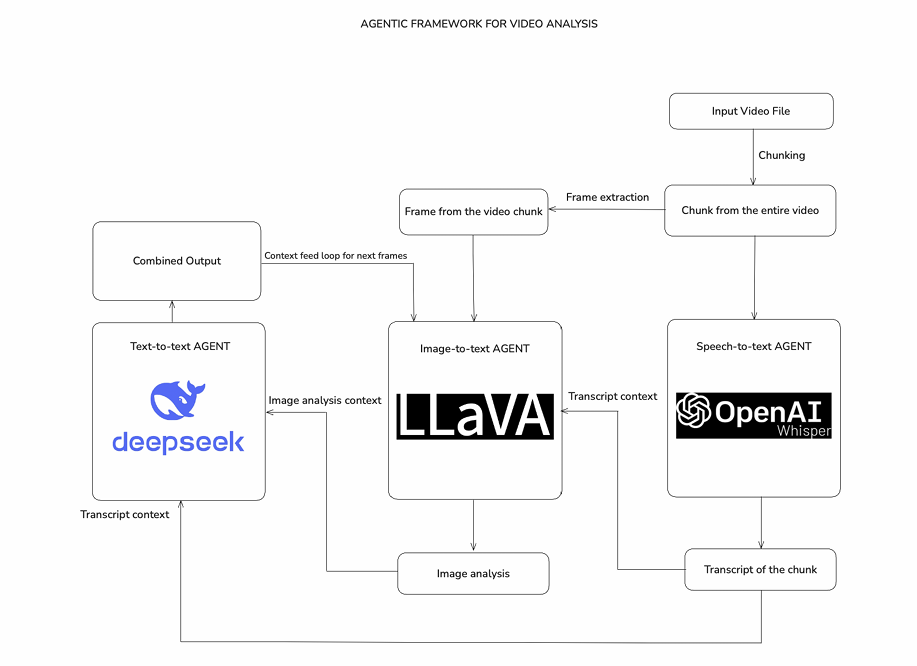 AGENTIC FRAMEWORK FOR VIDEO ANALYSIS
Input Video File
Chunking
Frame extraction
Frame from the video chunk
Chunk from the entire video
Combined Output
Context feed loop for next frames
Text-to-text AGENT
Image-to-text AGENT
Speech-to-text AGENT
deepseek
Image analysis context
LLaVA
Transcript context
OpenAI
Whisper
Transcript context
Image analysis
Transcript of the chunk